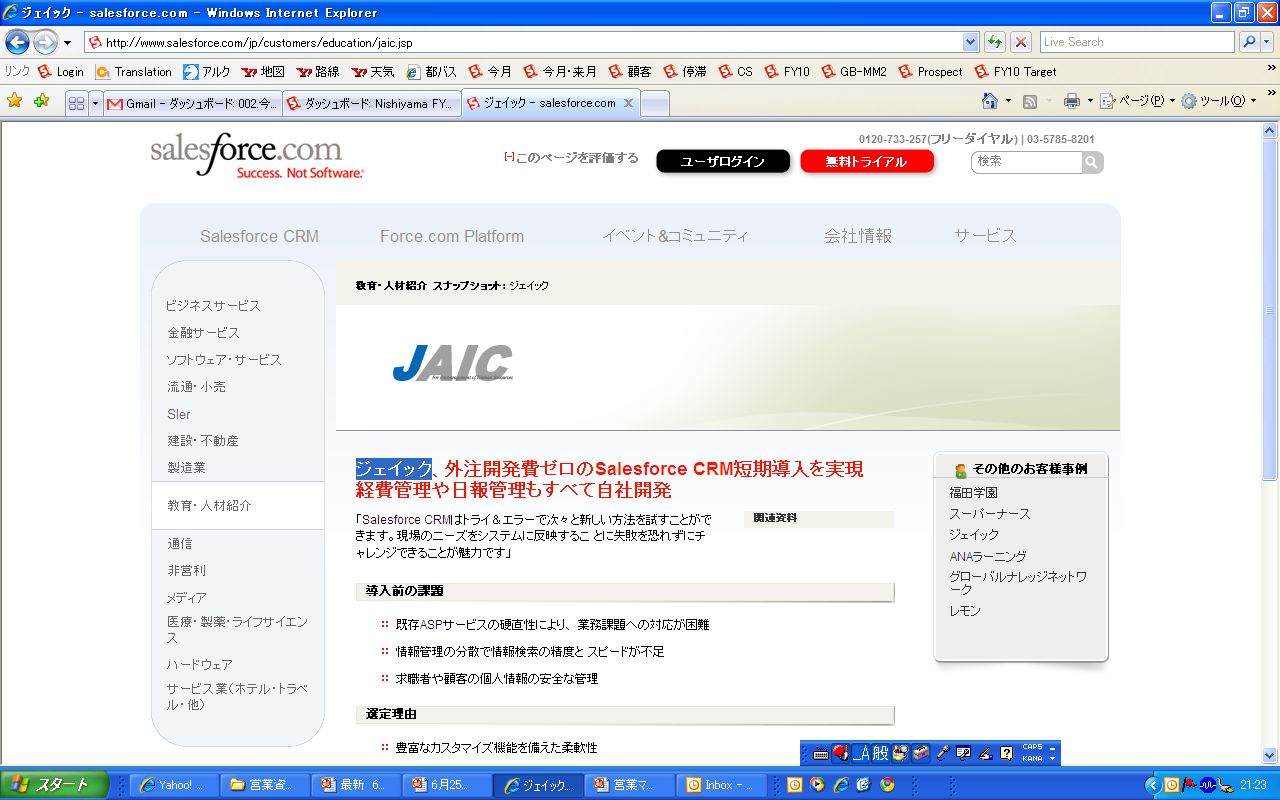 ジェイック - salesforce.com - Windows Internet Explorer
http://www.salesforce.com/jp/customers/education/jaic.jsp
Live Search
リンク Login Translation アルク 地図 路線 天気 都バス 今月 今月・来月 顧客 停滞 CS FY10 GB-MM2 Prospect FY10 Target
Gmail - ダッシュボード: 002.今... ダッシュボード: Nishiyama FY... ジェイック - salesforce.com ページ(P) ツール(O)
0120-733-257(フリーダイヤル) | 03-5785-8201
salesforce.com
Success. Not Software.
[-]このページを評価する ユーザログイン 無料トライアル 検索
Salesforce CRM Force.com Platform イベント&コミュニティ 会社情報 サービス
ビジネスサービス
金融サービス
ソフトウェア・サービス
流通・小売
SIer
建設・不動産
製造業
教育・人材紹介
通信
非営利
メディア
医療・製薬・ライフサイエン
ス
ハードウェア
サービス業(ホテル・トラベ
ル・他)
教育・人材紹介 スナップショット: ジェイック
JAIC
ジェイック、外注開発費ゼロのSalesforce CRM短期導入を実現
経費管理や日報管理もすべて自社開発
「Salesforce CRMはトライ＆エラーで次々と新しい方法を試すことがで
きます。現場のニーズをシステムに反映するこ とに失敗を恐れずにチ
ャレンジできることが魅力です」
関連資料
導入前の課題
既存ASPサービスの硬直性により、業務課題への対応が困難
情報管理の分散で情報検索の精度と スピードが不足
求職者や顧客の個人情報の安全な管理
選定理由
豊富なカスタマイズ機能を備えた柔軟性
その他のお客様事例
福田学園
スーパーナース
ジェイック
ANAラーニング
グローバルナレッジネットワ
ーク
レモン
A 般 CAPS
KANA
スタート Yahoo! ... 営業資... 最新 6... 6月25... ジェイック... 営業マ... Inbox - ... 21:23